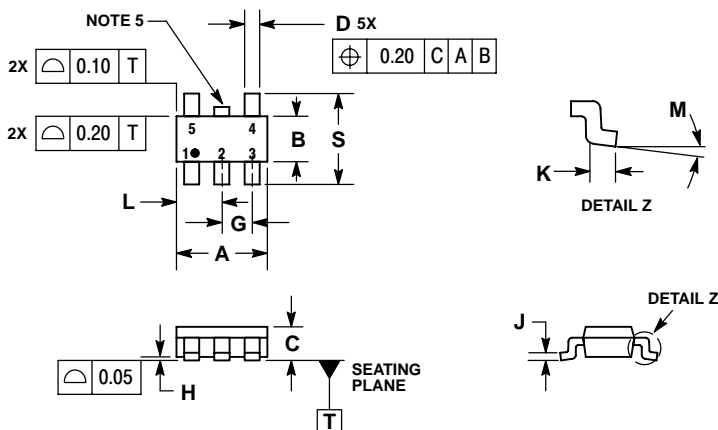 NOTE 5
D 5X
⌖ 0.20 C A B
2X ⌓ 0.10 T
2X ⌓ 0.20 T
5 4
1 2 3
B
S
M
K
DETAIL Z
L
G
A
DETAIL Z
J
C
⌓ 0.05
H
SEATING
PLANE
T